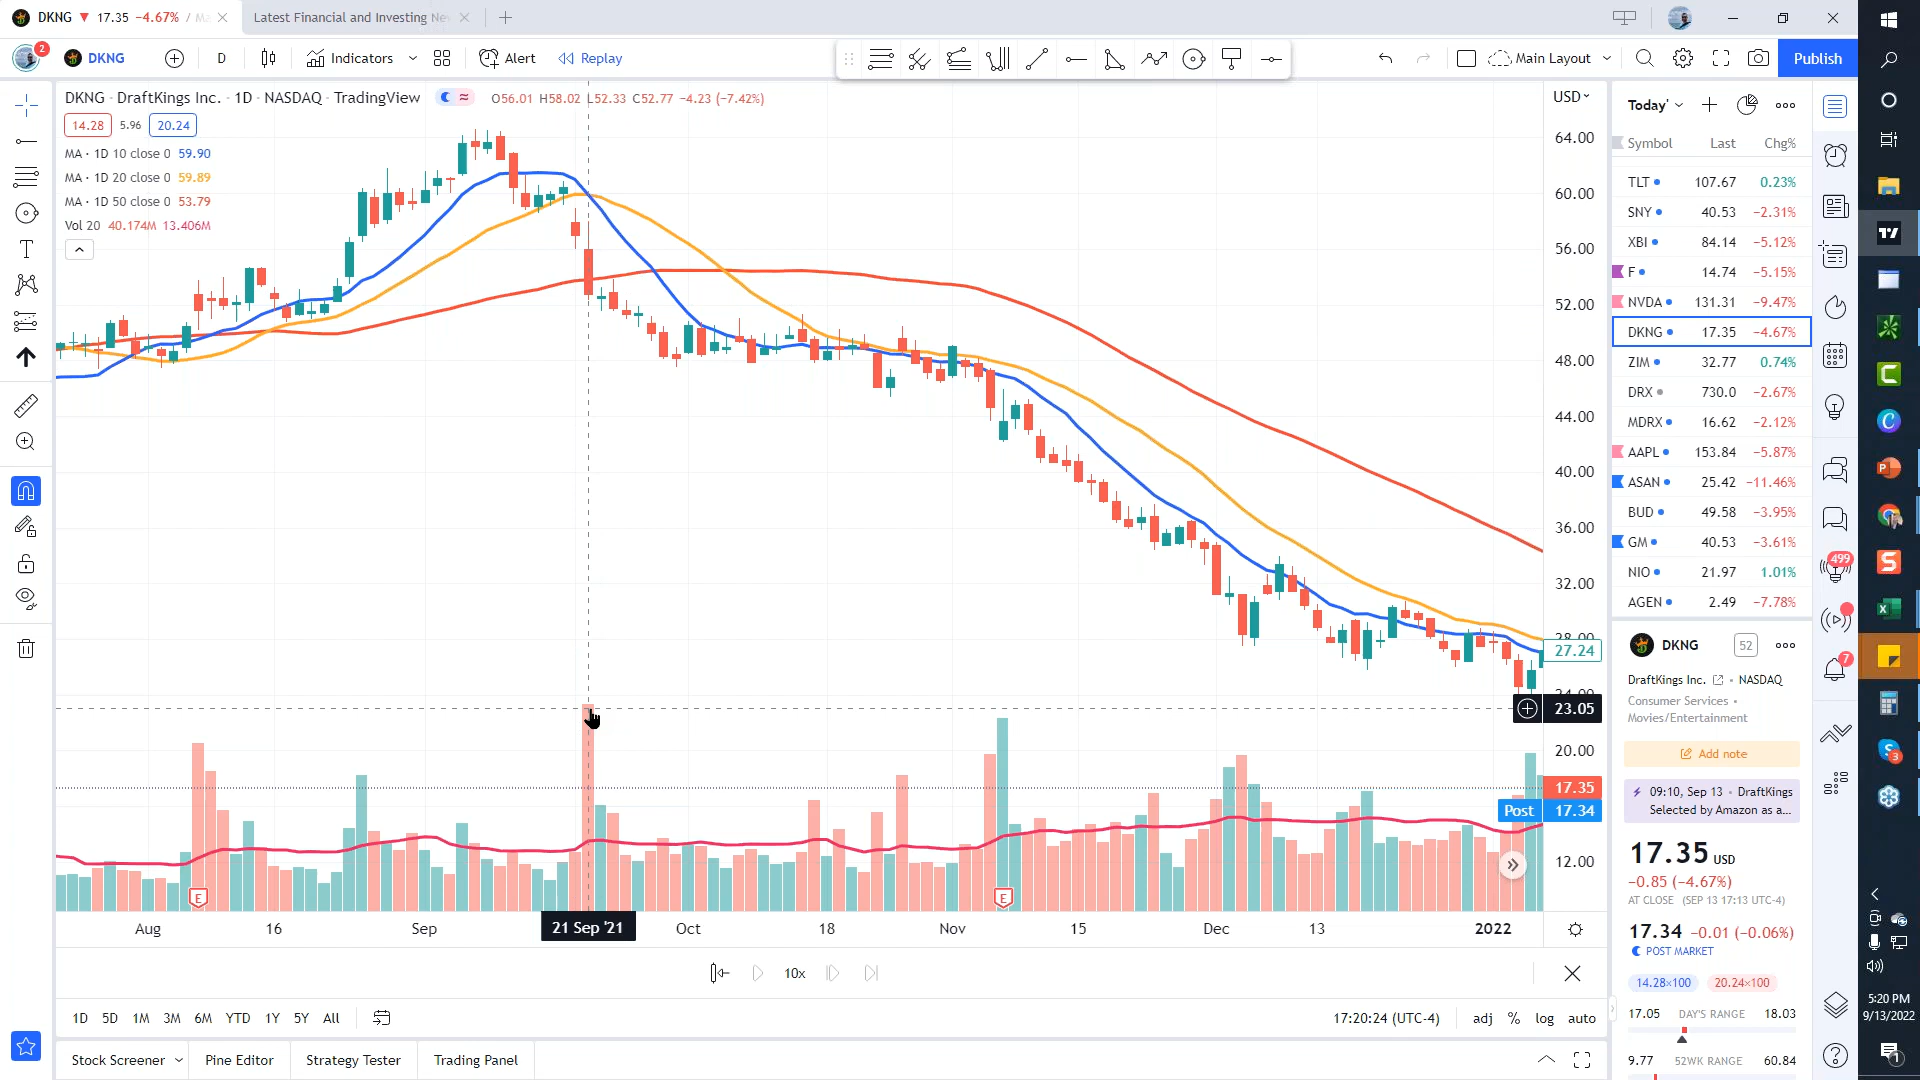 DKNG ▼ 17.35 −4.67% / Ma
Latest Financial and Investing Ne
2
DKNG
D
Indicators
Alert
Replay
Main Layout
Publish
DKNG · DraftKings Inc. · 1D · NASDAQ · TradingView
O56.01 H58.02 L52.33 C52.77 −4.23 (−7.42%)
14.28 5.96 20.24
MA · 1D 10 close 0 59.90
MA · 1D 20 close 0 59.89
MA · 1D 50 close 0 53.79
Vol 20 40.174M 13.406M
USD
64.00
60.00
56.00
52.00
48.00
44.00
40.00
36.00
32.00
28.00
27.24
24.00
23.05
20.00
17.35
Post 17.34
12.00
E
E
Aug
16
Sep
21 Sep '21
Oct
18
Nov
15
Dec
13
2022
10x
1D 5D 1M 3M 6M YTD 1Y 5Y All
17:20:24 (UTC-4)
adj % log auto
Stock Screener
Pine Editor
Strategy Tester
Trading Panel
Today'
Symbol Last Chg%
TLT 107.67 0.23%
SNY 40.53 −2.31%
XBI 84.14 −5.12%
F 14.74 −5.15%
NVDA 131.31 −9.47%
DKNG 17.35 −4.67%
ZIM 32.77 0.74%
DRX 730.0 −2.67%
MDRX 16.62 −2.12%
AAPL 153.84 −5.87%
ASAN 25.42 −11.46%
BUD 49.58 −3.95%
GM 40.53 −3.61%
NIO 21.97 1.01%
AGEN 2.49 −7.78%
DKNG
52
DraftKings Inc. • NASDAQ
Consumer Services •
Movies/Entertainment
Add note
09:10, Sep 13 • DraftKings
Selected by Amazon as a...
17.35 USD
−0.85 (−4.67%)
AT CLOSE (SEP 13 17:13 UTC-4)
17.34 −0.01 (−0.06%)
POST MARKET
14.28×100 20.24×100
17.05 DAY'S RANGE 18.03
9.77 52WK RANGE 60.84
499
7
3
5:20 PM
9/13/2022
1